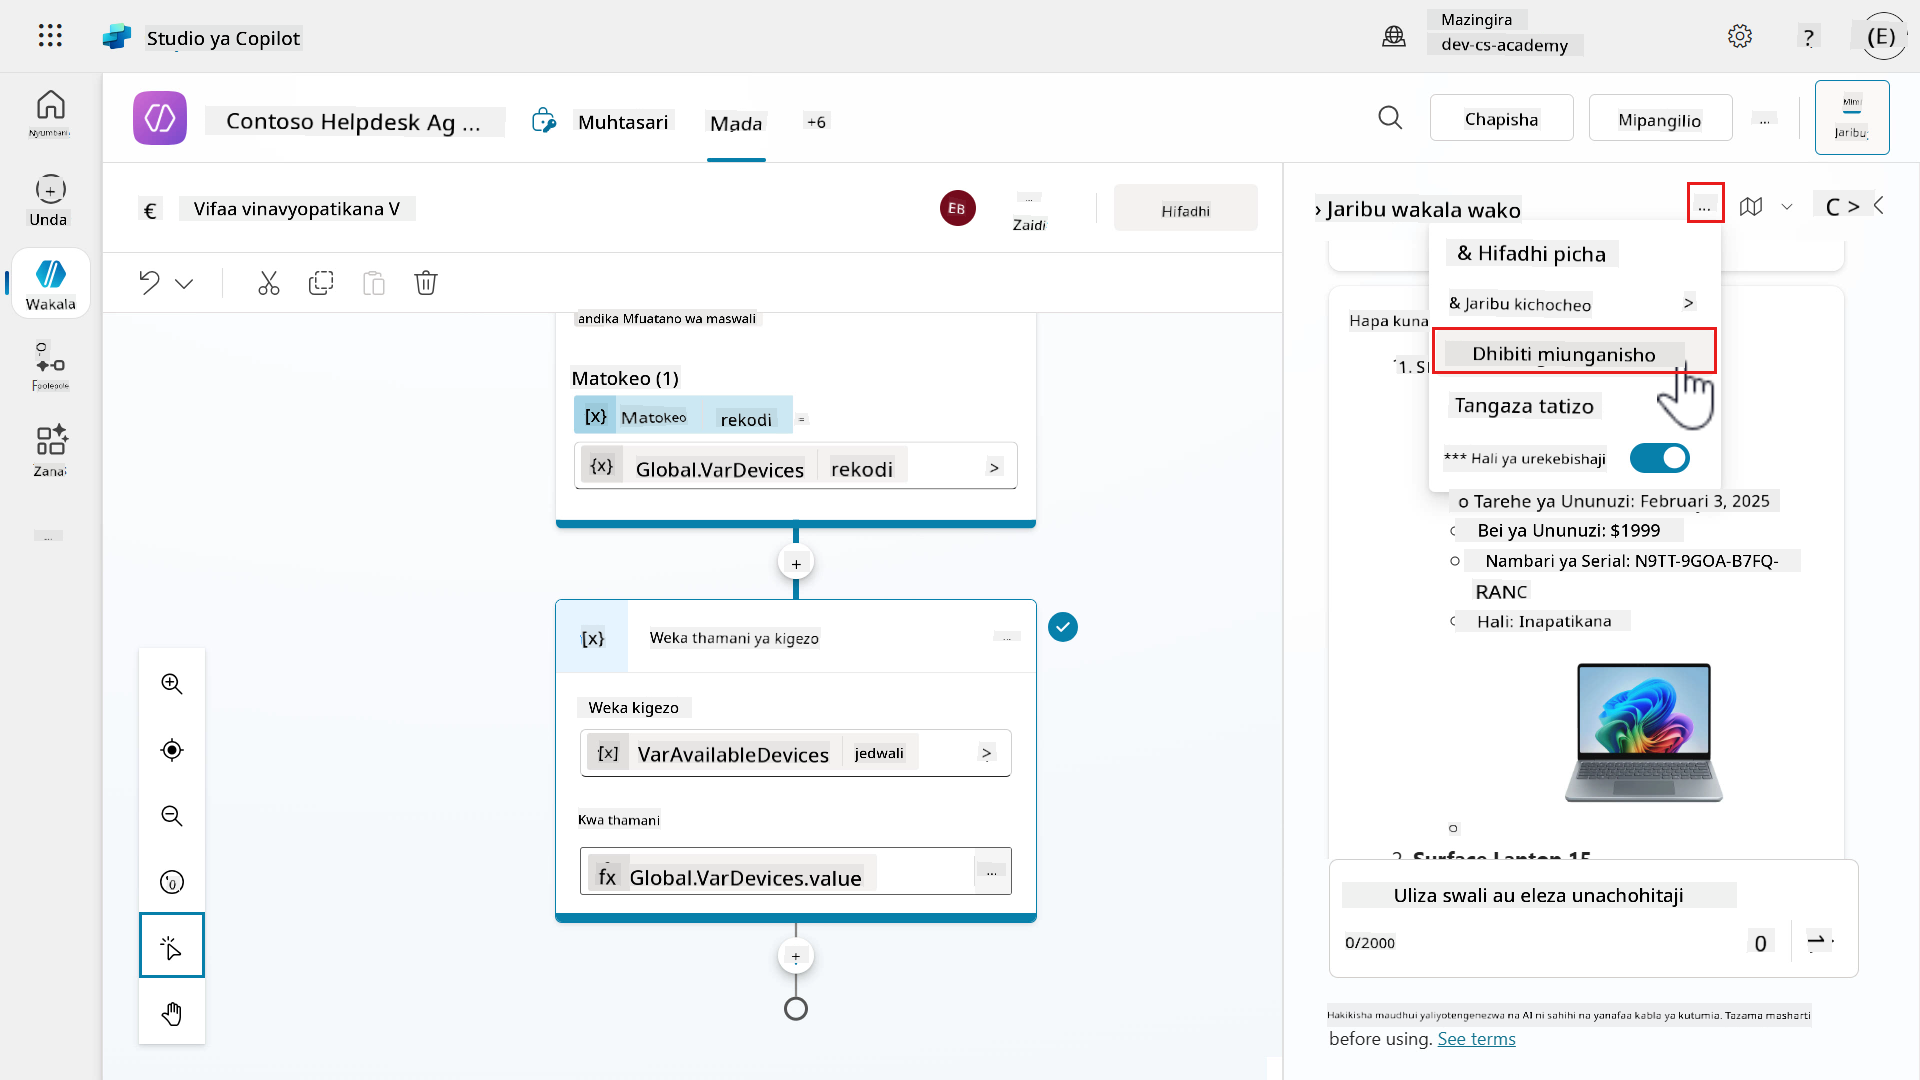 Studio ya Copilot
Mazingira
dev-cs-academy
?
(E)
Nyumbani
Unda
Wakala
Zana
...
Contoso Helpdesk Ag ...
Muhtasari
Mada
+6
Chapisha
Mipangilio
...
Jaribu
€ Vifaa vinavyopatikana V
EB
...
Zaidi
Hifadhi
andika Mfuatano wa maswali
Matokeo (1)
[x} Matokeo rekodi =
{x} Global.VarDevices rekodi >
+
[x} Weka thamani ya kigezo ...
Weka kigezo
[x] VarAvailableDevices jedwali >
Kwa thamani
fx Global.VarDevices.value ...
+
› Jaribu wakala wako
...
C >
& Hifadhi picha
& Jaribu kichocheo >
Dhibiti miunganisho
Tangaza tatizo
*** Hali ya urekebishaji
Hapa kuna
1. S
o Tarehe ya Ununuzi: Februari 3, 2025
Bei ya Ununuzi: $1999
Nambari ya Serial: N9TT-9GOA-B7FQ-
RANC
Hali: Inapatikana
2. Surface Laptop 15
Uliza swali au eleza unachohitaji
0/2000
0
Hakikisha maudhui yaliyotengenezwa na AI ni sahihi na yanafaa kabla ya kutumia. Tazama masharti
before using. See terms